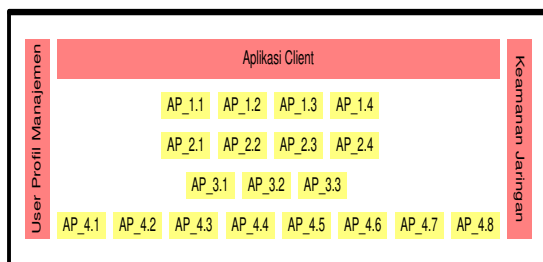 User Profil Manajemen
Aplikasi Client
AP_1.1 AP_1.2 AP_1.3 AP_1.4
AP_2.1 AP_2.2 AP_2.3 AP_2.4
AP_3.1 AP_3.2 AP_3.3
AP_4.1 AP_4.2 AP_4.3 AP_4.4 AP_4.5 AP_4.6 AP_4.7 AP_4.8
Keamanan Jaringan